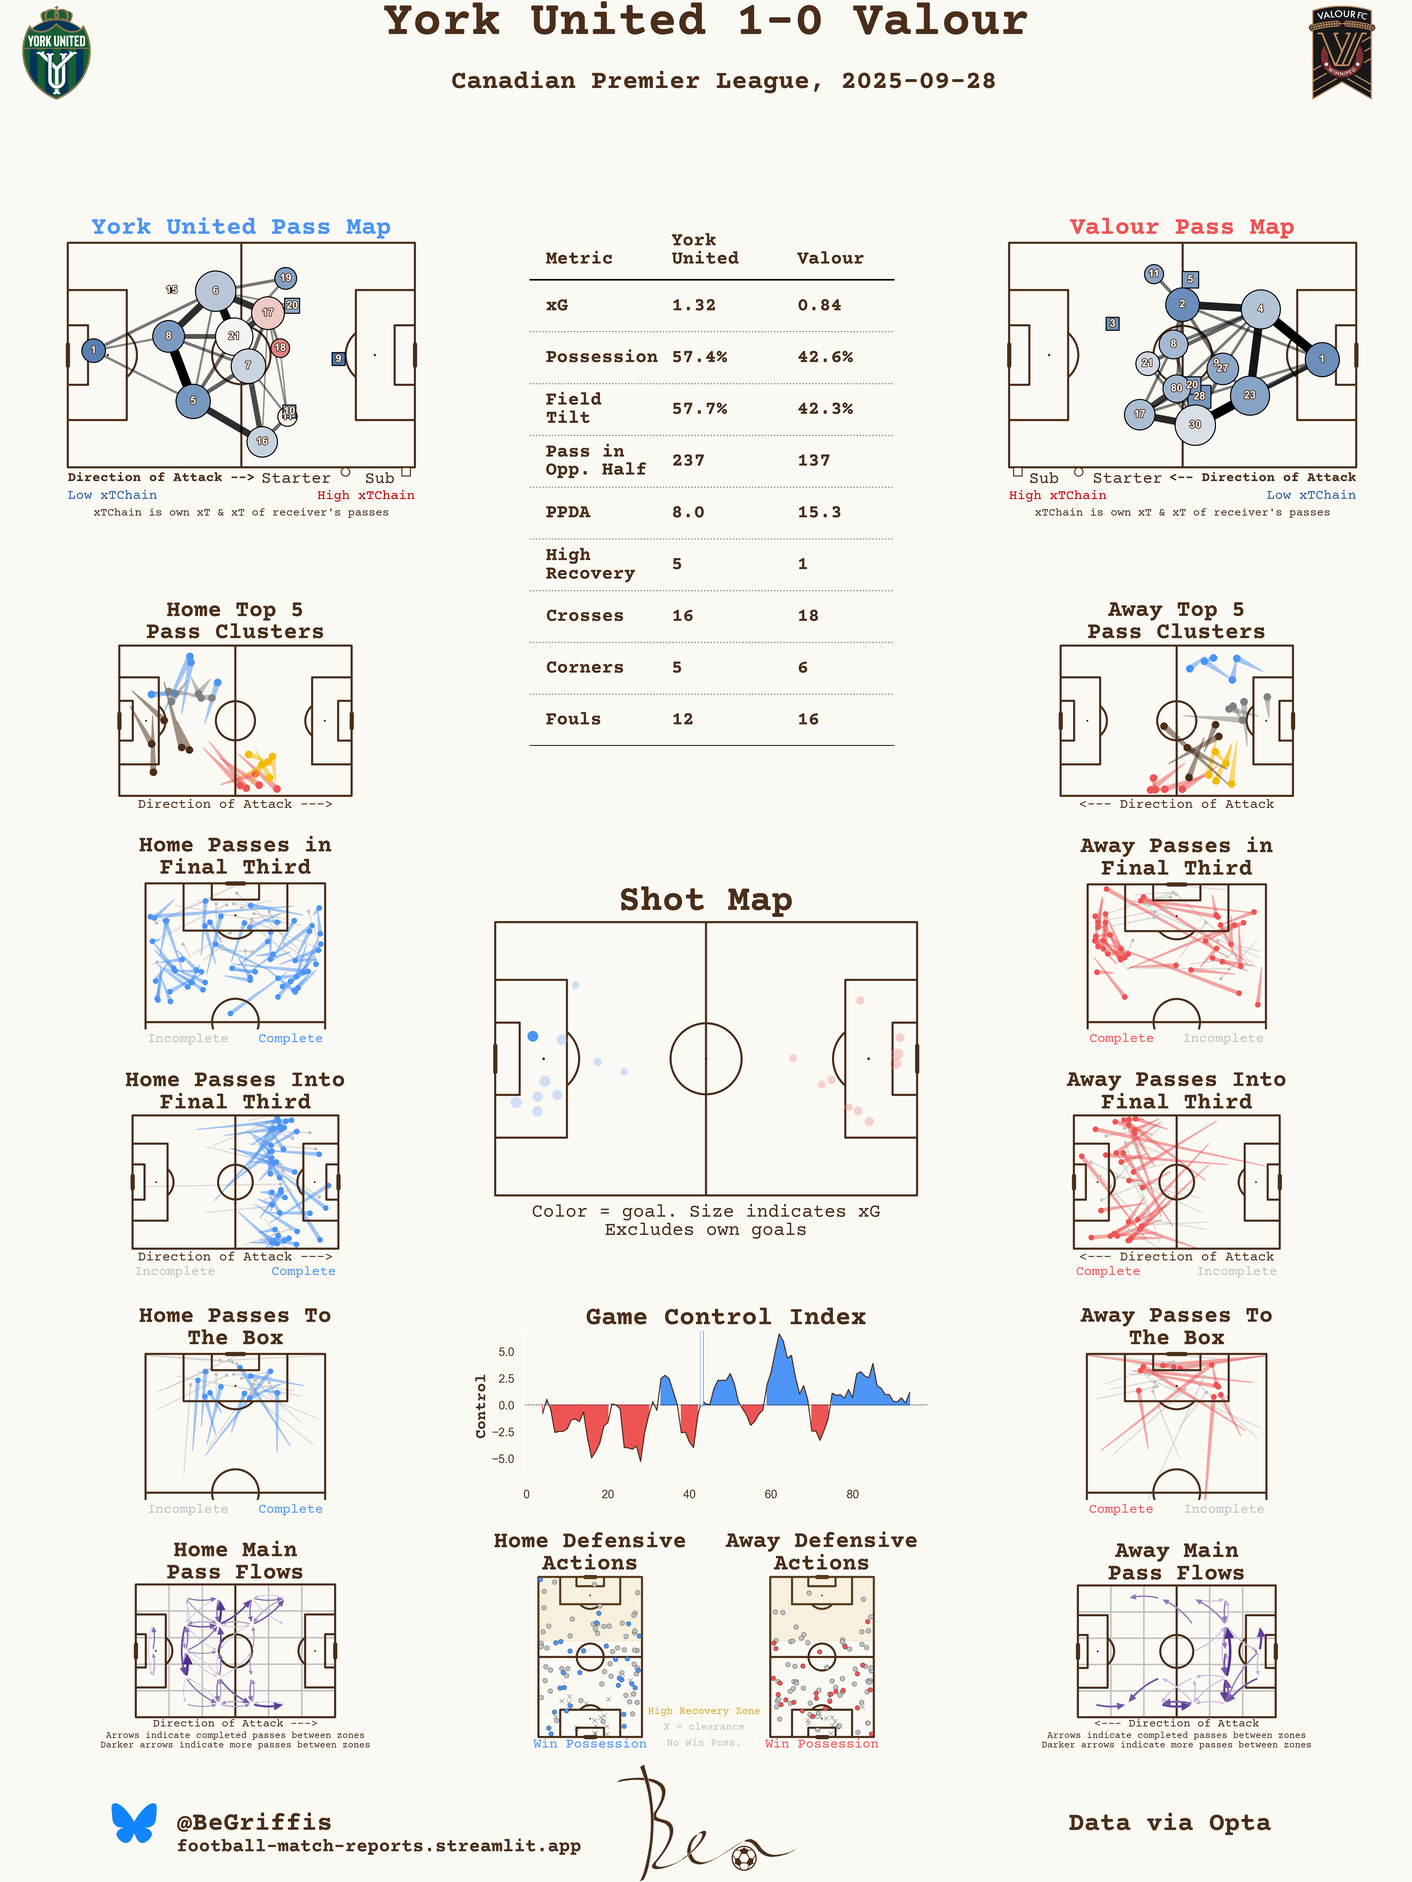 York United 1-0 Valour
Canadian Premier League, 2025-09-28
YORK UNITED
VALOUR FC
WINNIPEG
York United Pass Map
15
6
19
17
20
8
21
18
1
7
9
5
10
16
Direction of Attack --> Starter Sub
Low xTChain High xTChain
xTChain is own xT & xT of receiver's passes
Metric York United Valour
xG 1.32 0.84
Possession 57.4% 42.6%
Field Tilt 57.7% 42.3%
Pass in Opp. Half 237 137
PPDA 8.0 15.3
High Recovery 5 1
Crosses 16 18
Corners 5 6
Fouls 12 16
Valour Pass Map
11
5
2
4
3
8
21
9
27
1
80
20
28
23
17
30
Sub Starter <-- Direction of Attack
High xTChain Low xTChain
xTChain is own xT & xT of receiver's passes
Home Top 5
Pass Clusters
Direction of Attack --->
Away Top 5
Pass Clusters
<--- Direction of Attack
Home Passes in
Final Third
Incomplete Complete
Away Passes in
Final Third
Complete Incomplete
Shot Map
Color = goal. Size indicates xG
Excludes own goals
Home Passes Into
Final Third
Direction of Attack --->
Incomplete Complete
Away Passes Into
Final Third
<--- Direction of Attack
Complete Incomplete
Home Passes To
The Box
Incomplete Complete
Game Control Index
Control
5.0
2.5
0.0
−2.5
−5.0
0 20 40 60 80
Away Passes To
The Box
Complete Incomplete
Home Main
Pass Flows
Direction of Attack --->
Arrows indicate completed passes between zones
Darker arrows indicate more passes between zones
Home Defensive
Actions
Win Possession
High Recovery Zone
X = clearance
No Win Poss.
Away Defensive
Actions
Win Possession
Away Main
Pass Flows
<--- Direction of Attack
Arrows indicate completed passes between zones
Darker arrows indicate more passes between zones
@BeGriffis
football-match-reports.streamlit.app
Ben
Data via Opta